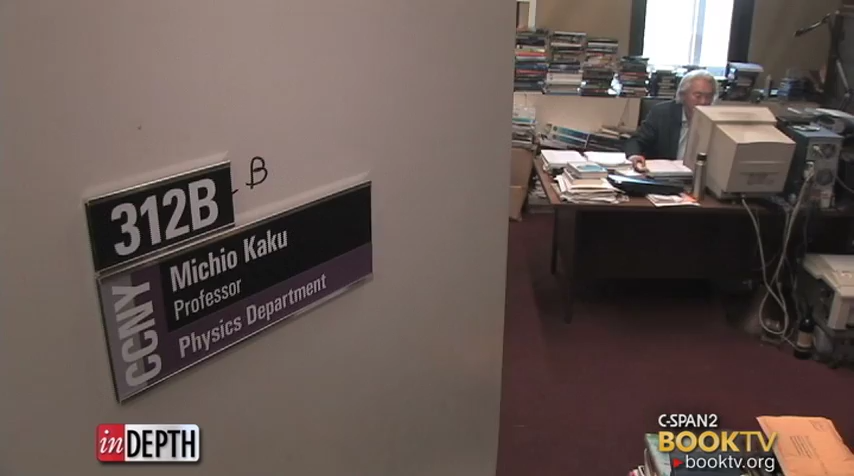 312B
B
Michio Kaku
Professor
Physics Department
CCNY
inDEPTH
C-SPAN2
BOOKTV
booktv.org